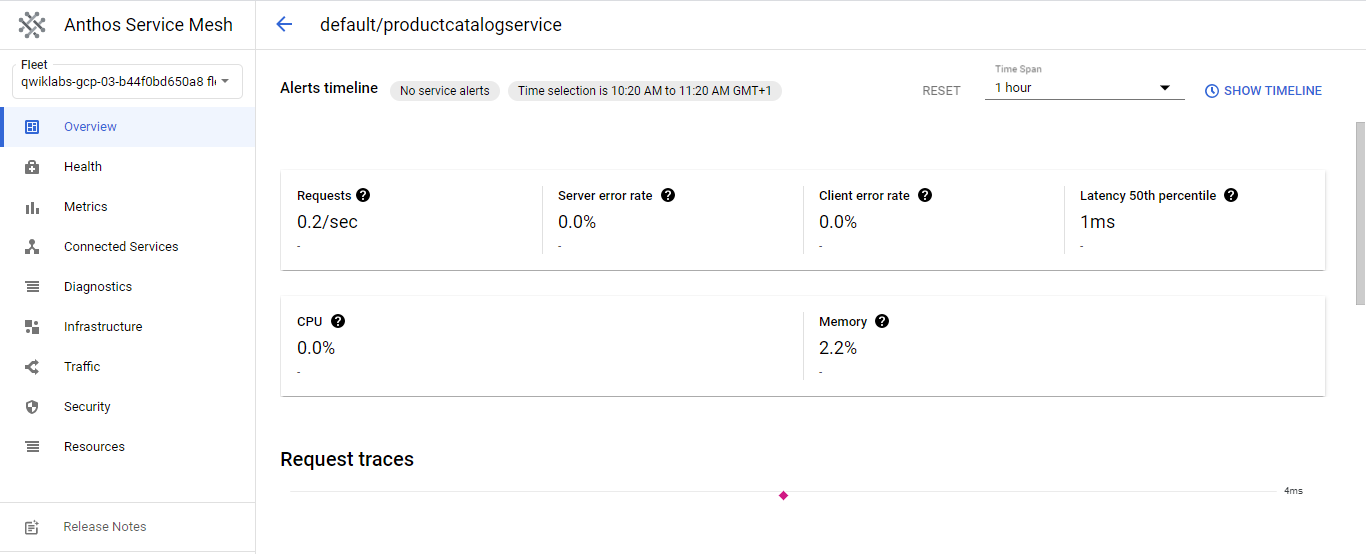 Anthos Service Mesh
default/productcatalogservice
Fleet
qwiklabs-gcp-03-b44f0bd650a8 fl
Overview
Health
Metrics
Connected Services
Diagnostics
Infrastructure
Traffic
Security
Resources
Release Notes
Alerts timeline
No service alerts
Time selection is 10:20 AM to 11:20 AM GMT+1
RESET
Time Span
1 hour
SHOW TIMELINE
Requests
0.2/sec
-
Server error rate
0.0%
-
Client error rate
0.0%
-
Latency 50th percentile
1ms
-
CPU
0.0%
-
Memory
2.2%
-
Request traces
4ms